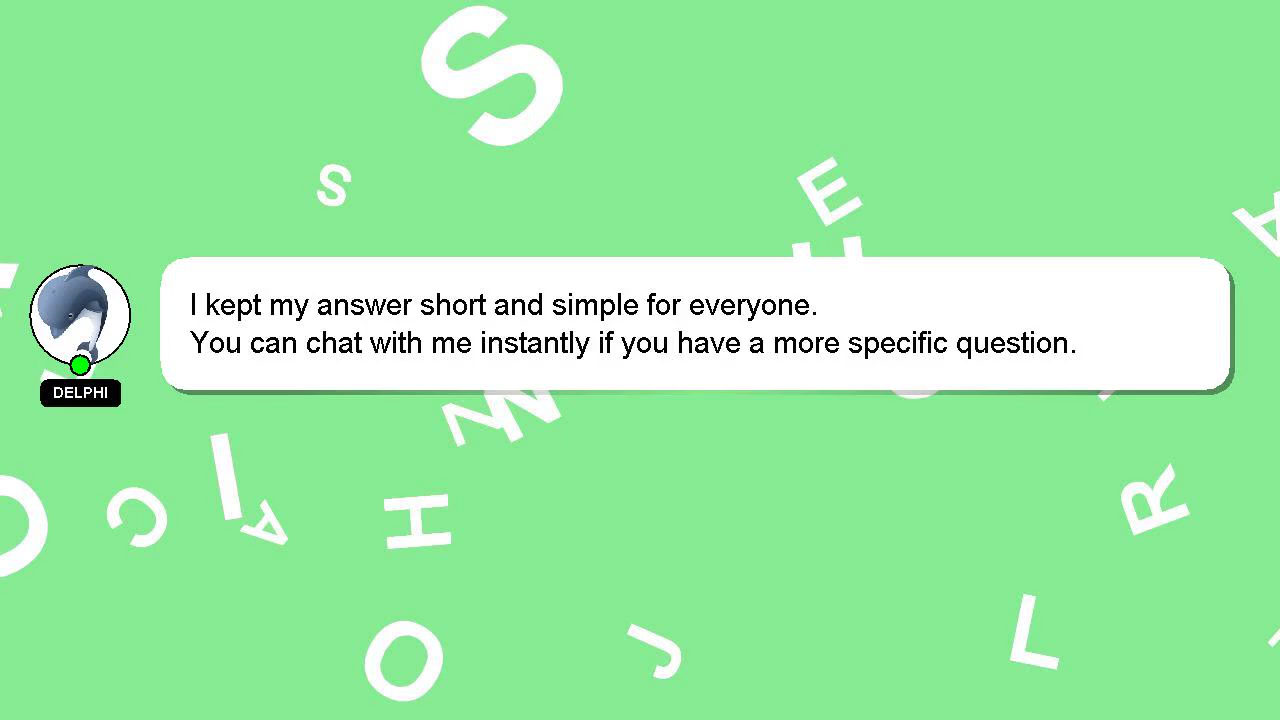 S
S
E
A
I kept my answer short and simple for everyone.
You can chat with me instantly if you have a more specific question.
DELPHI
N
N
I
C
A
H
R
O
J
L